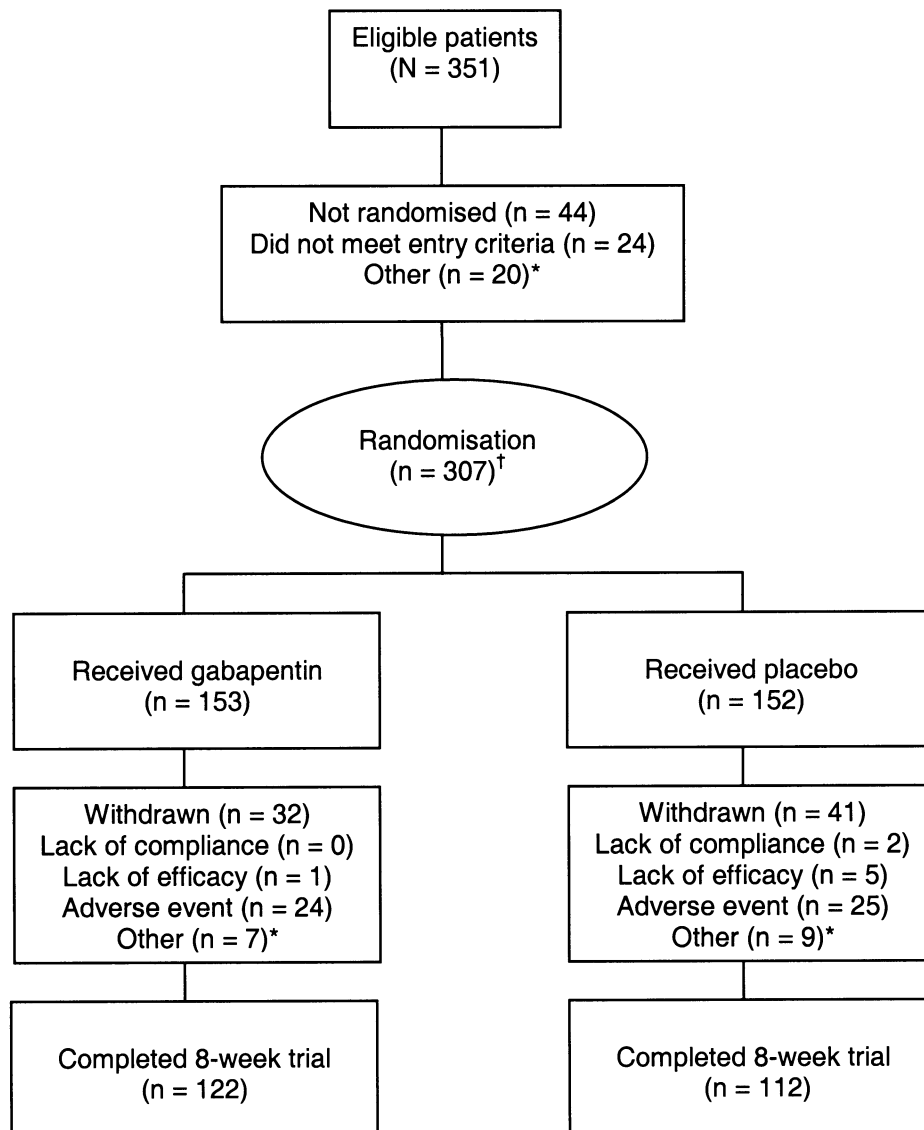 Eligible patients
(N = 351)
Not randomised (n = 44)
Did not meet entry criteria (n = 24)
Other (n = 20)*
Randomisation
(n = 307)†
Received gabapentin
(n = 153)
Withdrawn (n = 32)
Lack of compliance (n = 0)
Lack of efficacy (n = 1)
Adverse event (n = 24)
Other (n = 7)*
Completed 8-week trial
(n = 122)
Received placebo
(n = 152)
Withdrawn (n = 41)
Lack of compliance (n = 2)
Lack of efficacy (n = 5)
Adverse event (n = 25)
Other (n = 9)*
Completed 8-week trial
(n = 112)